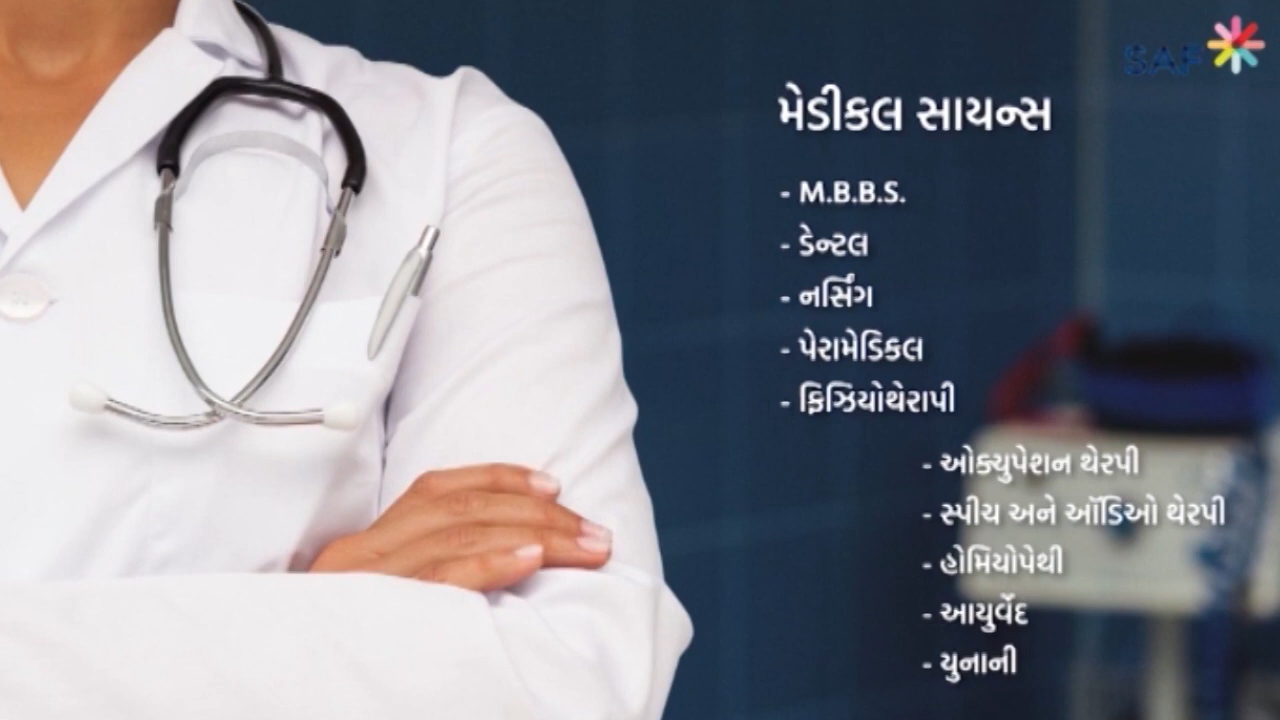 SAF
મેડીકલ સાયન્સ
- M.B.B.S.
- ડેન્ટલ
- નર્સિંગ
- પેરામેડિકલ
- ફિઝિયોથેરાપી
- ઓક્યુપેશન થેરપી
- સ્પીચ અને ઑડિઓ થેરપી
- હોમિયોપેથી
- આયુર્વેદ
- યુનાની